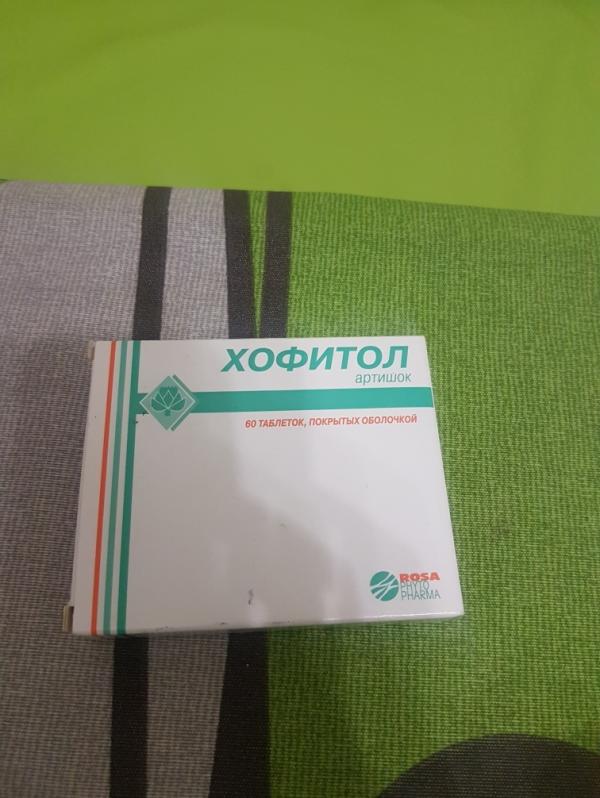 ХОФИТОЛ
артишок
60 ТАБЛЕТОК, ПОКРЫТЫХ ОБОЛОЧКОЙ
ROSA
PHYTO
PHARMA